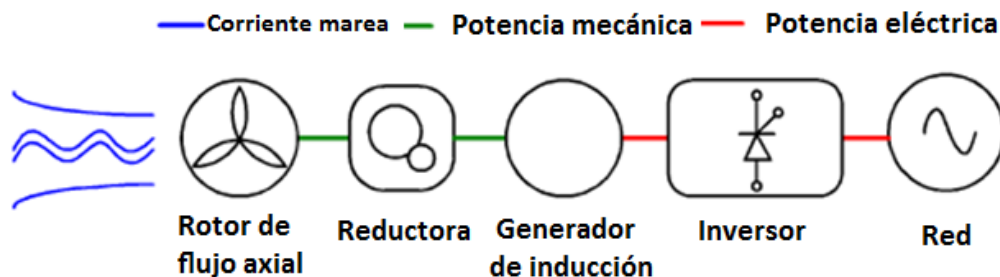 Corriente marea Potencia mecánica Potencia eléctrica
Rotor de
flujo axial
Reductora
Generador
de inducción
Inversor
Red